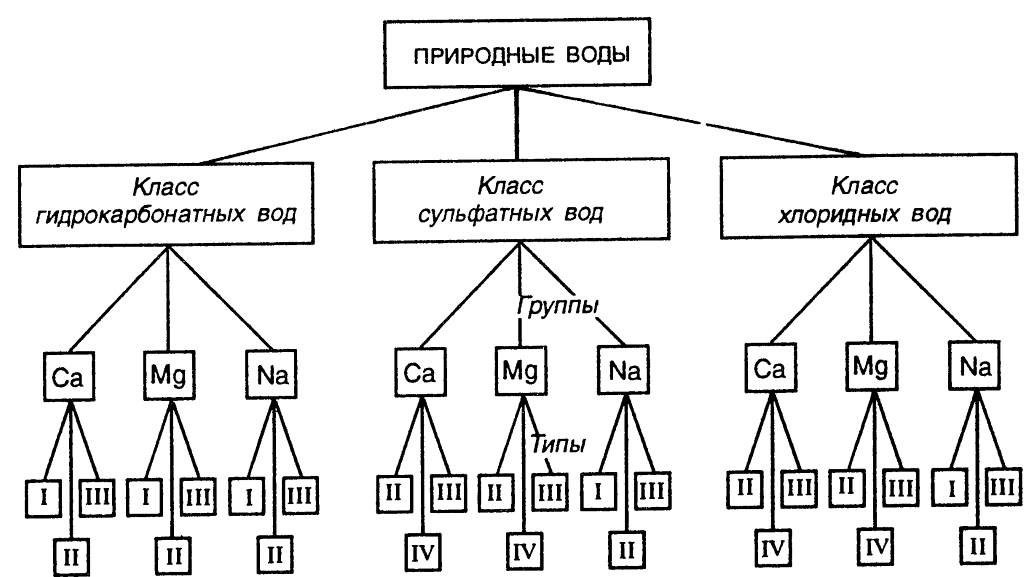 ПРИРОДНЫЕ ВОДЫ
Класс
гидрокарбонатных вод
Класс
сульфатных вод
Класс
хлоридных вод
Группы
Ca Mg Na Ca Mg Na Ca Mg Na
Типы
I III I III I III II III II III I III II III II III I III
II II II IV IV II IV IV II